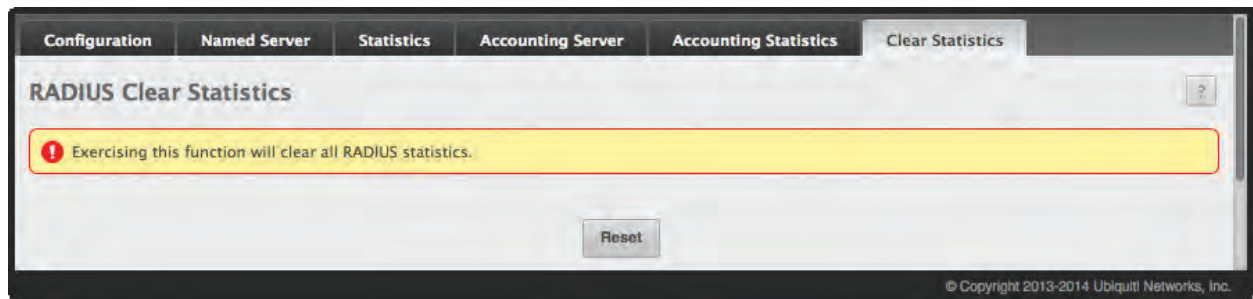 Configuration Named Server Statistics Accounting Server Accounting Statistics Clear Statistics
RADIUS Clear Statistics ?
! Exercising this function will clear all RADIUS statistics.
Reset
© Copyright 2013-2014 Ubiquiti Networks, Inc.